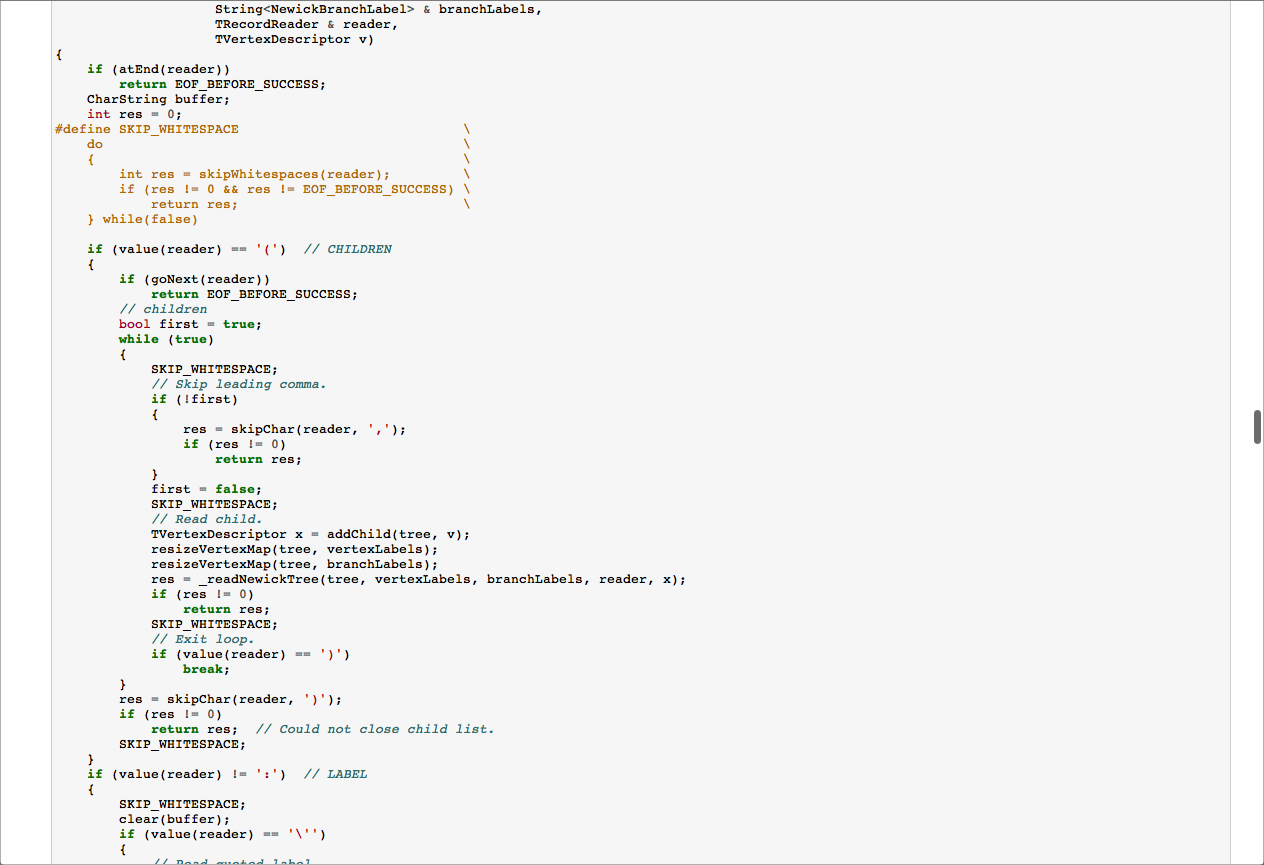 String<NewickBranchLabel> & branchLabels,
TRecordReader & reader,
TVertexDescriptor v)
{
if (atEnd(reader))
return EOF_BEFORE_SUCCESS;
CharString buffer;
int res = 0;
#define SKIP_WHITESPACE \
do \
{ \
int res = skipWhitespaces(reader); \
if (res != 0 && res != EOF_BEFORE_SUCCESS) \
return res; \
} while(false)
if (value(reader) == '(') // CHILDREN
{
if (goNext(reader))
return EOF_BEFORE_SUCCESS;
// children
bool first = true;
while (true)
{
SKIP_WHITESPACE;
// Skip leading comma.
if (!first)
{
res = skipChar(reader, ',');
if (res != 0)
return res;
}
first = false;
SKIP_WHITESPACE;
// Read child.
TVertexDescriptor x = addChild(tree, v);
resizeVertexMap(tree, vertexLabels);
resizeVertexMap(tree, branchLabels);
res = _readNewickTree(tree, vertexLabels, branchLabels, reader, x);
if (res != 0)
return res;
SKIP_WHITESPACE;
// Exit loop.
if (value(reader) == ')')
break;
}
res = skipChar(reader, ')');
if (res != 0)
return res; // Could not close child list.
SKIP_WHITESPACE;
}
if (value(reader) != ':') // LABEL
{
SKIP_WHITESPACE;
clear(buffer);
if (value(reader) == '\'')
{
// Read quoted label.